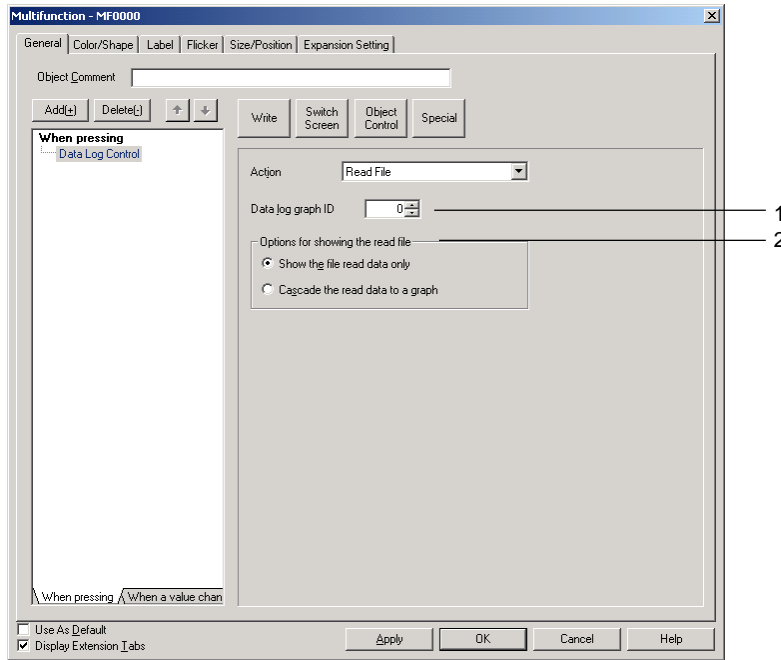 Multifunction - MF0000
General Color/Shape Label Flicker Size/Position Expansion Setting
Object Comment
Add(+) Delete(-)
Write Switch Screen Object Control Special
When pressing
Data Log Control
Action Read File
Data log graph ID 0 1
Options for showing the read file 2
Show the file read data only
Cascade the read data to a graph
When pressing When a value chan
Use As Default
Display Extension Tabs
Apply OK Cancel Help